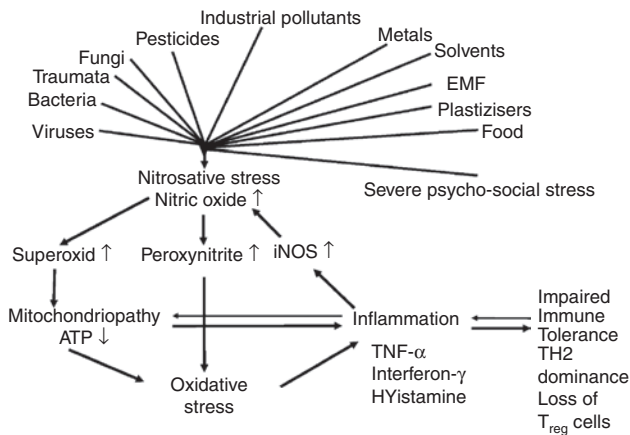 Industrial pollutants
Pesticides
Metals
Fungi
Solvents
Traumata
EMF
Bacteria
Plastizisers
Viruses
Food
Nitrosative stress
Nitric oxide ↑
Severe psycho-social stress
Superoxid ↑
Peroxynitrite ↑
iNOS ↑
Mitochondriopathy
ATP ↓
Inflammation
TNF-α
Interferon-γ
HYistamine
Impaired
Immune
Tolerance
TH2
dominance
Loss of
Treg cells
Oxidative
stress